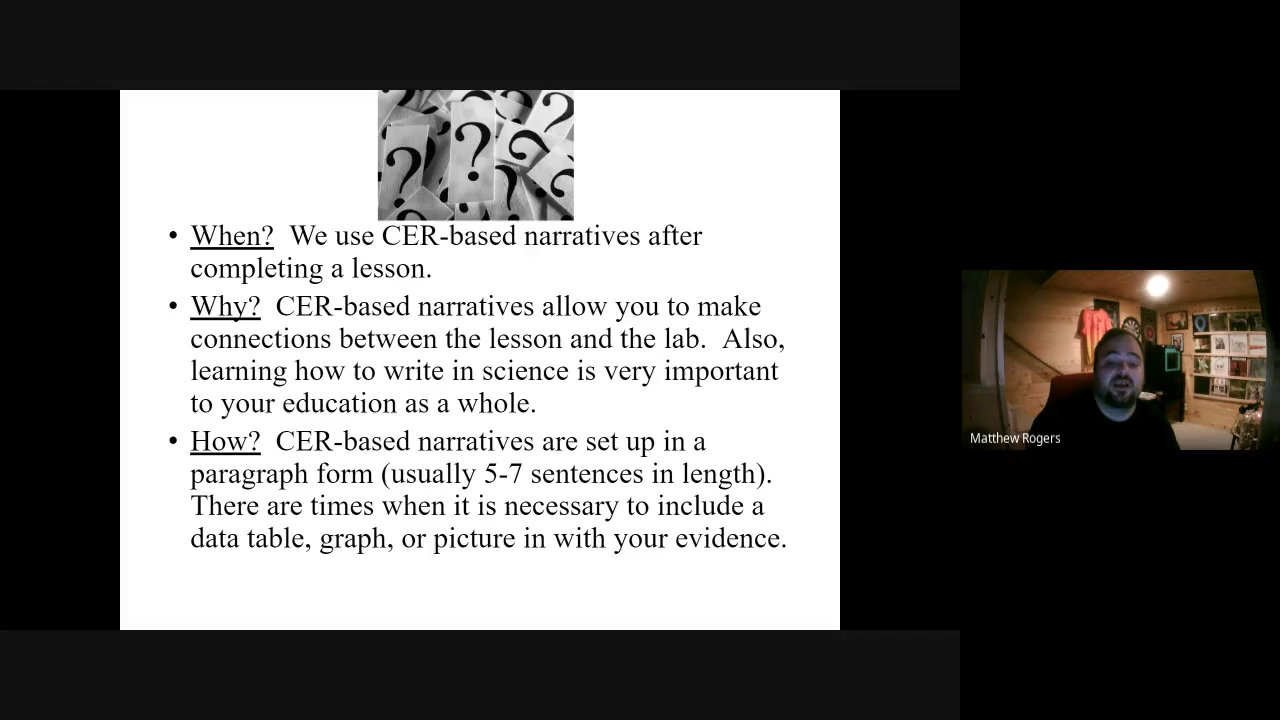 • When?  We use CER-based narratives after
completing a lesson.
• Why?  CER-based narratives allow you to make
connections between the lesson and the lab.  Also,
learning how to write in science is very important
to your education as a whole.
• How?  CER-based narratives are set up in a
paragraph form (usually 5-7 sentences in length).
There are times when it is necessary to include a
data table, graph, or picture in with your evidence.
Matthew Rogers